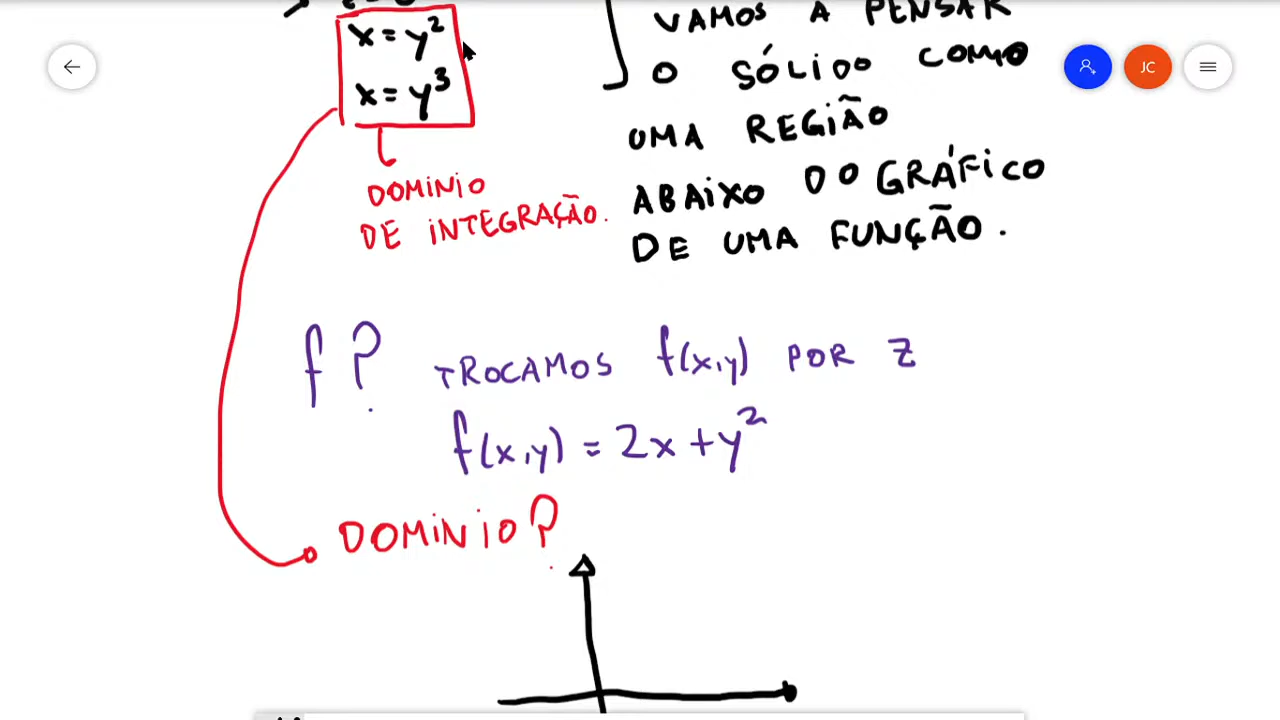 x = y²
x = y³
DOMINIO
DE INTEGRAÇÃO.
VAMOS A PENSAR
O SÓLIDO COMO
UMA REGIÃO
ABAIXO DO GRÁFICO
DE UMA FUNÇÃO.
JC
f? TROCAMOS f(x,y) POR Z
f(x,y) = 2x + y²
DOMINIO?